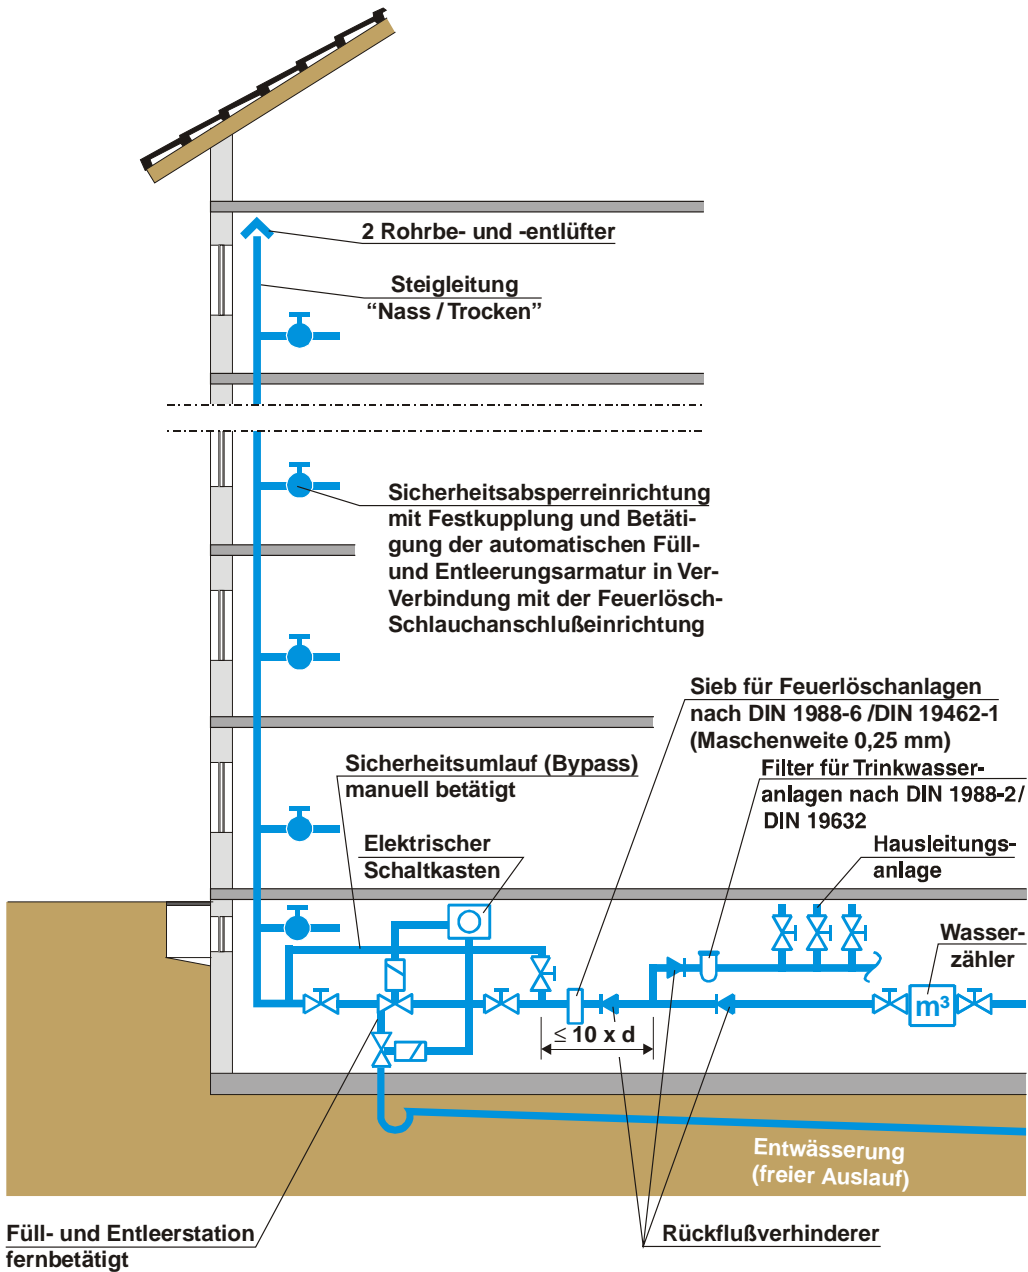 2 Rohrbe- und -entlüfter
Steigleitung
“Nass / Trocken”
Sicherheitsabsperreinrichtung
mit Festkupplung und Betäti-
gung der automatischen Füll-
und Entleerungsarmatur in Ver-
Verbindung mit der Feuerlösch-
Schlauchanschlußeinrichtung
Sieb für Feuerlöschanlagen
nach DIN 1988-6 /DIN 19462-1
(Maschenweite 0,25 mm)
Sicherheitsumlauf (Bypass)
manuell betätigt
Filter für Trinkwasser-
anlagen nach DIN 1988-2/
DIN 19632
Elektrischer
Schaltkasten
Hausleitungs-
anlage
Wasser-
zähler
m³
≤ 10 x d
Entwässerung
(freier Auslauf)
Füll- und Entleerstation
fernbetätigt
Rückflußverhinderer